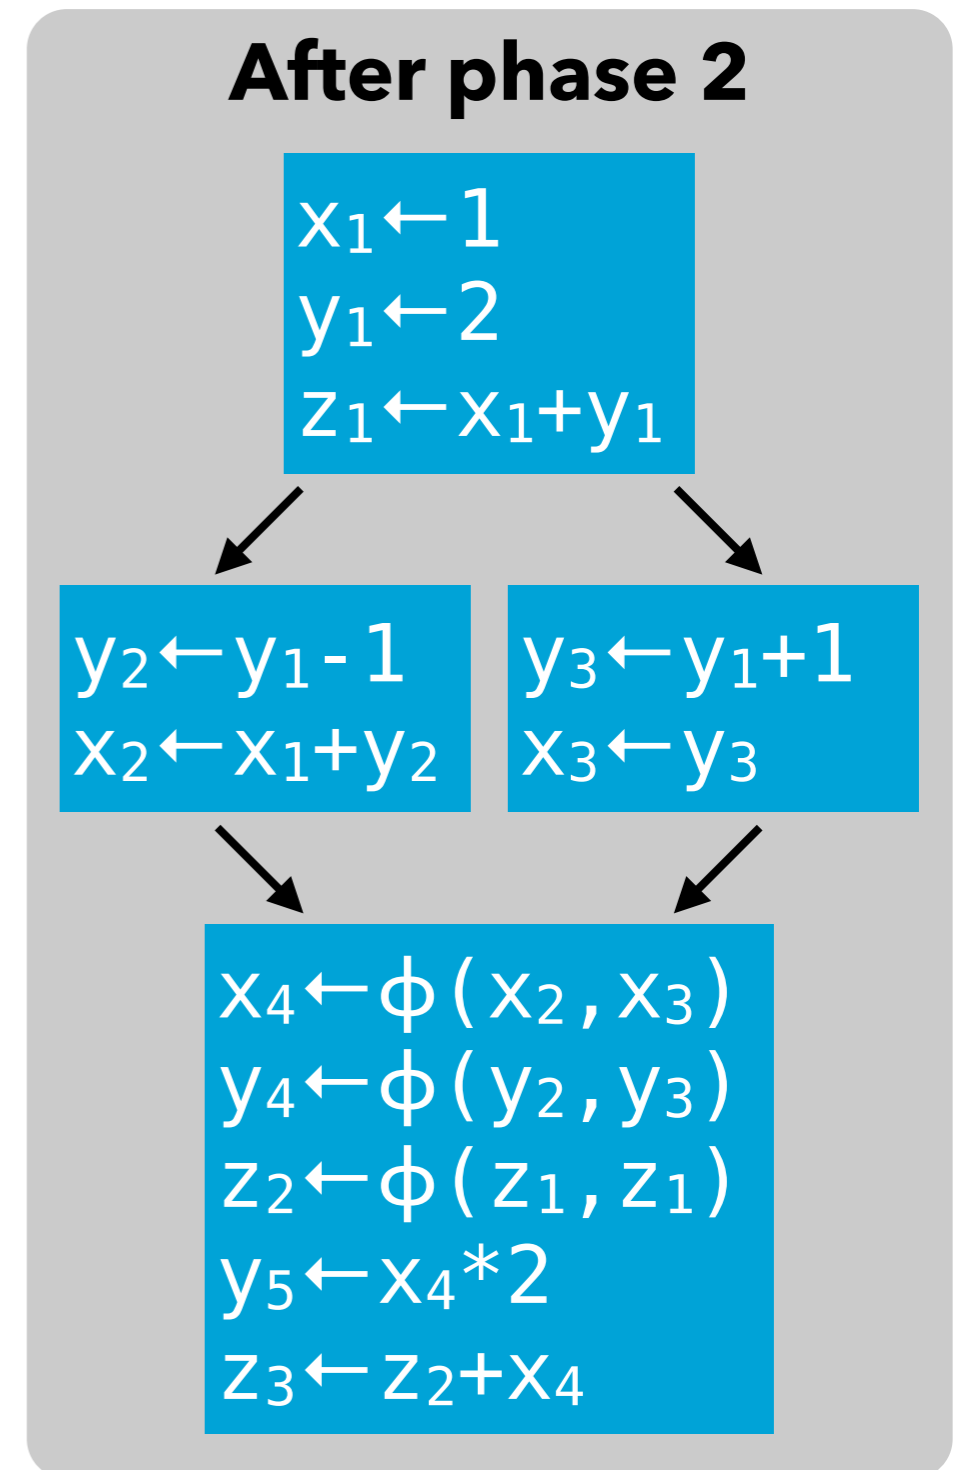 After phase 2
x₁←1
y₁←2
z₁←x₁+y₁
y₂←y₁-1
x₂←x₁+y₂
y₃←y₁+1
x₃←y₃
x₄←ϕ(x₂,x₃)
y₄←ϕ(y₂,y₃)
z₂←ϕ(z₁,z₁)
y₅←x₄*2
z₃←z₂+x₄